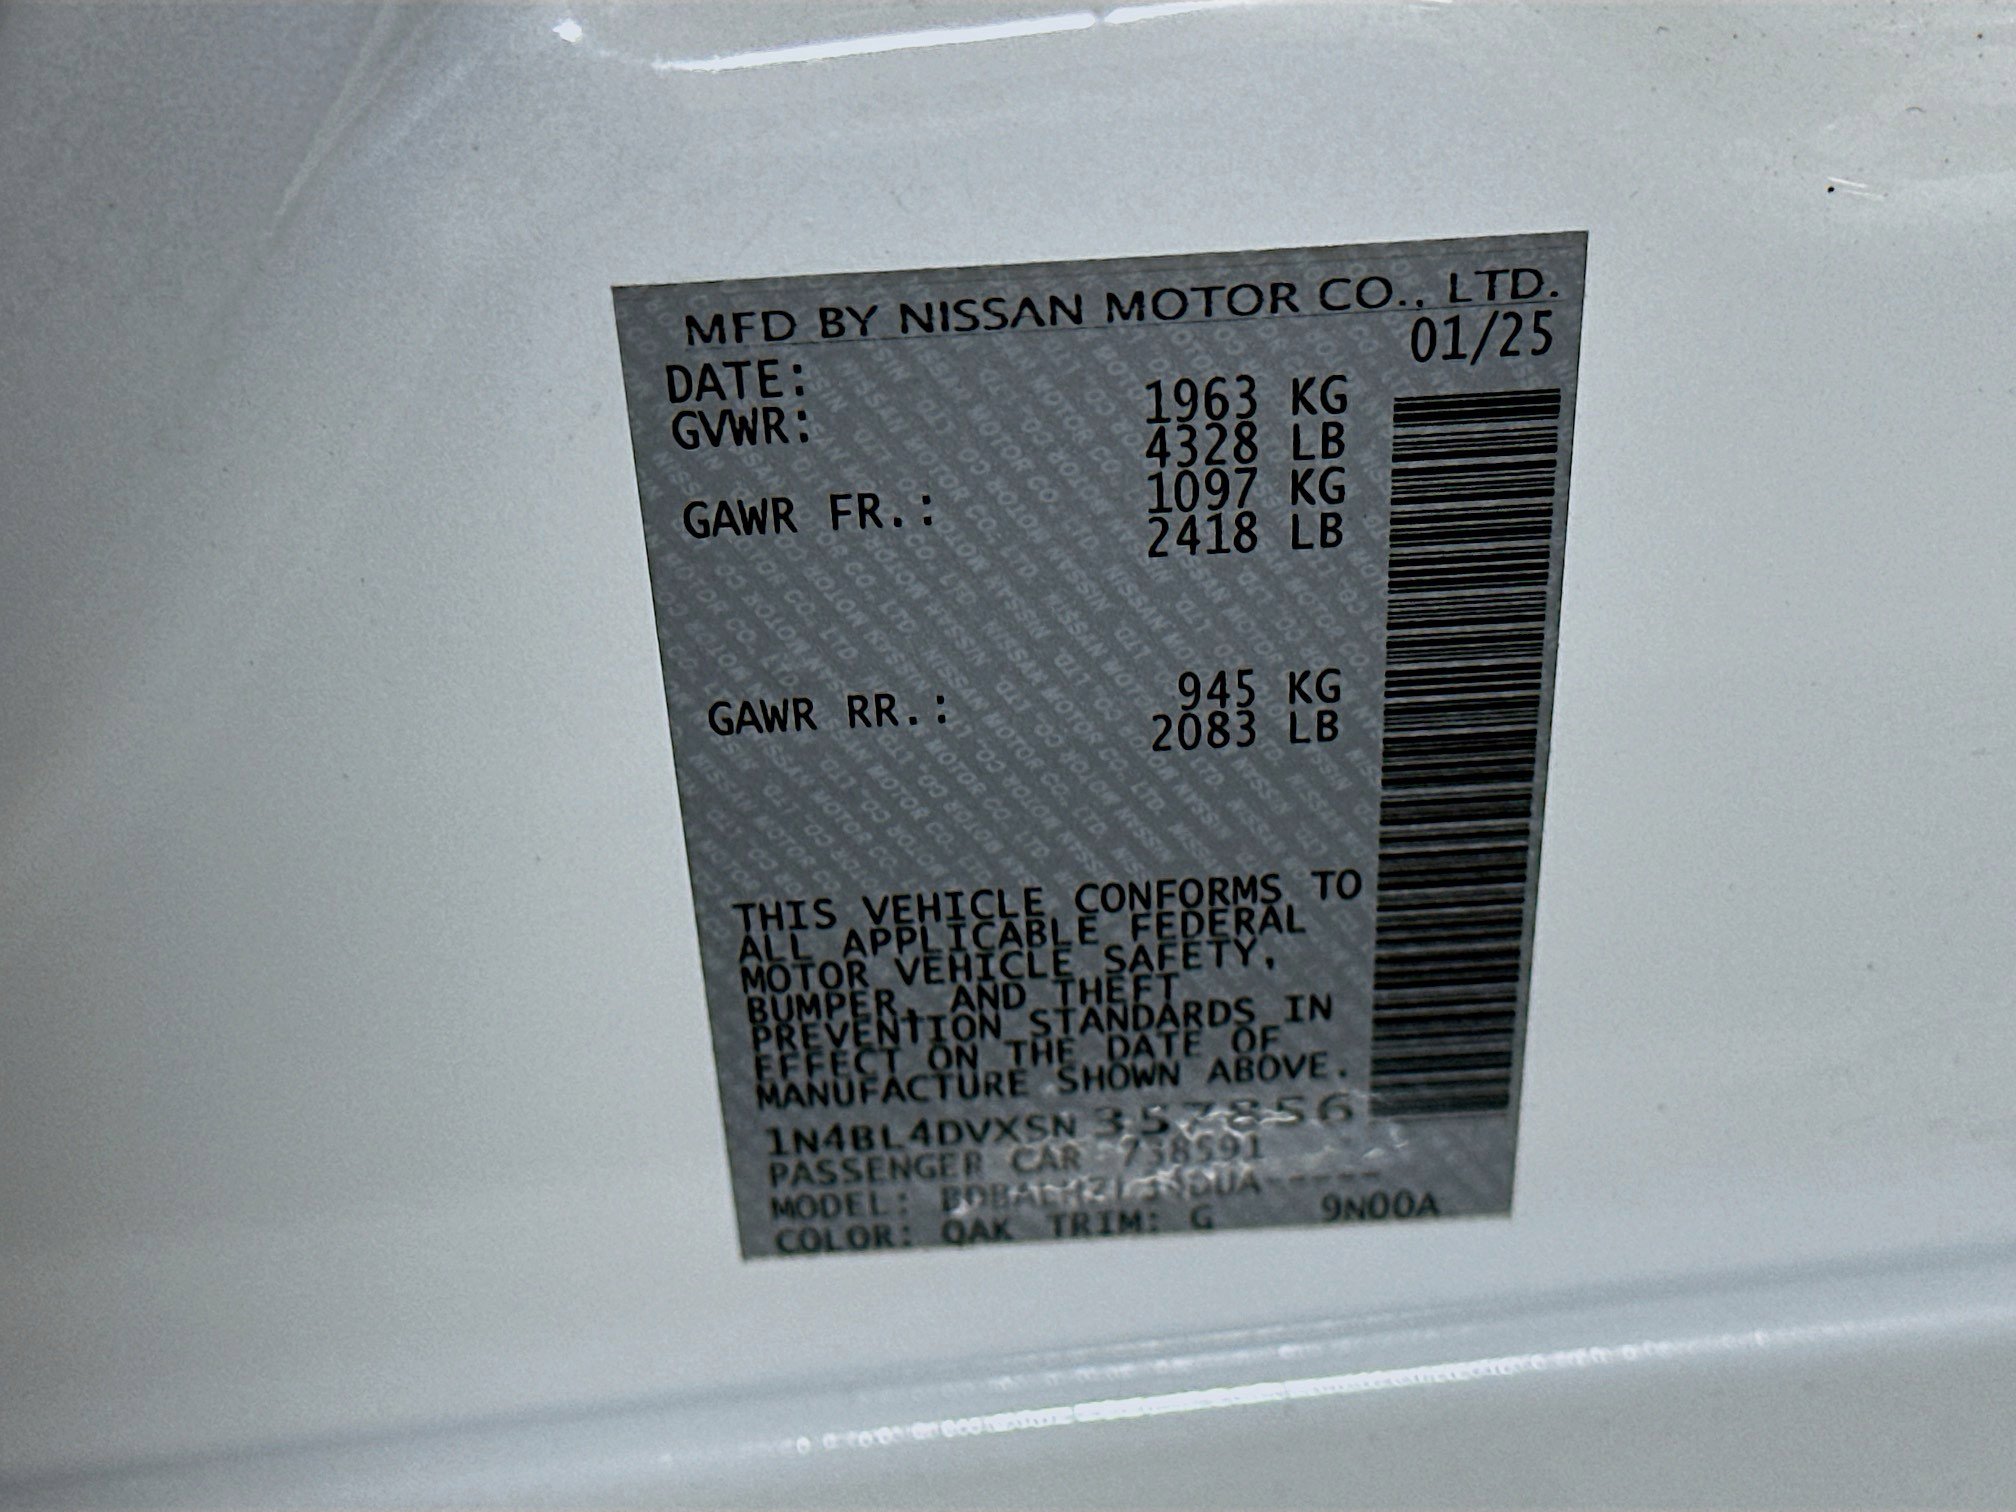 MFD BY NISSAN MOTOR CO., LTD.
DATE: 01/25
GVWR: 1963 KG
4328 LB
GAWR FR.: 1097 KG
2418 LB
GAWR RR.: 945 KG
2083 LB
THIS VEHICLE CONFORMS TO
ALL APPLICABLE FEDERAL
MOTOR VEHICLE SAFETY,
BUMPER, AND THEFT
PREVENTION STANDARDS IN
EFFECT ON THE DATE OF
MANUFACTURE SHOWN ABOVE.
1N4BL4DVXSN357856
PASSENGER CAR 738591
MODEL:
COLOR: QAK TRIM: G 9N00A